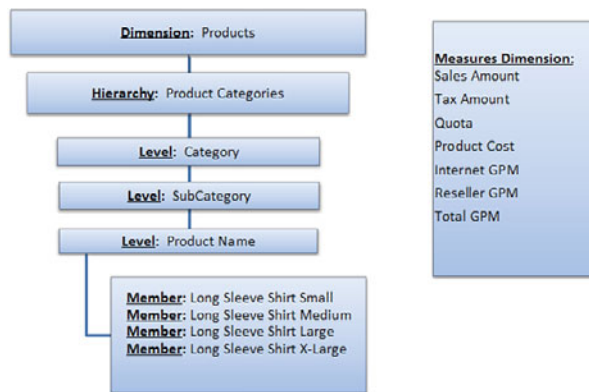 Dimension: Products
Hierarchy: Product Categories
Level: Category
Level: SubCategory
Level: Product Name
Member: Long Sleeve Shirt Small
Member: Long Sleeve Shirt Medium
Member: Long Sleeve Shirt Large
Member: Long Sleeve Shirt X-Large
Measures Dimension:
Sales Amount
Tax Amount
Quota
Product Cost
Internet GPM
Reseller GPM
Total GPM